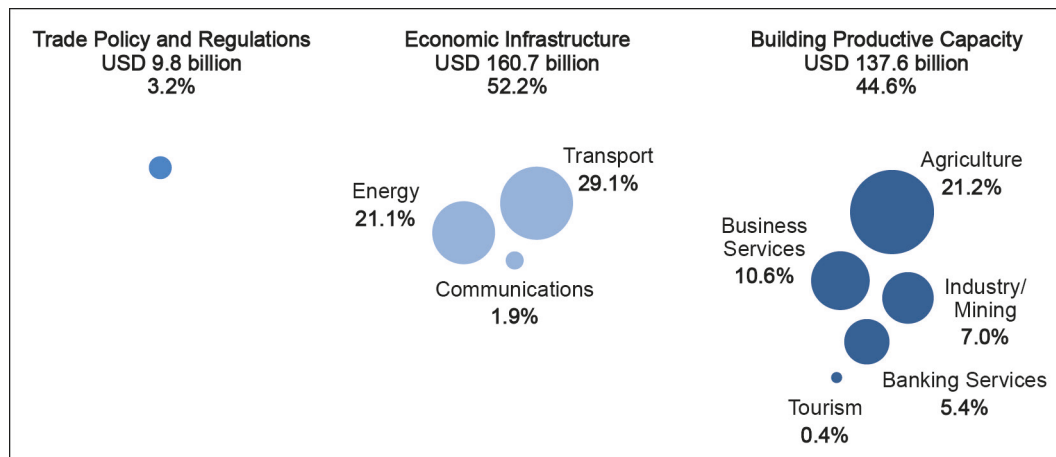 Trade Policy and Regulations
USD 9.8 billion
3.2%
Economic Infrastructure
USD 160.7 billion
52.2%
Transport
29.1%
Energy
21.1%
Communications
1.9%
Building Productive Capacity
USD 137.6 billion
44.6%
Agriculture
21.2%
Business
Services
10.6%
Industry/
Mining
7.0%
Banking Services
5.4%
Tourism
0.4%